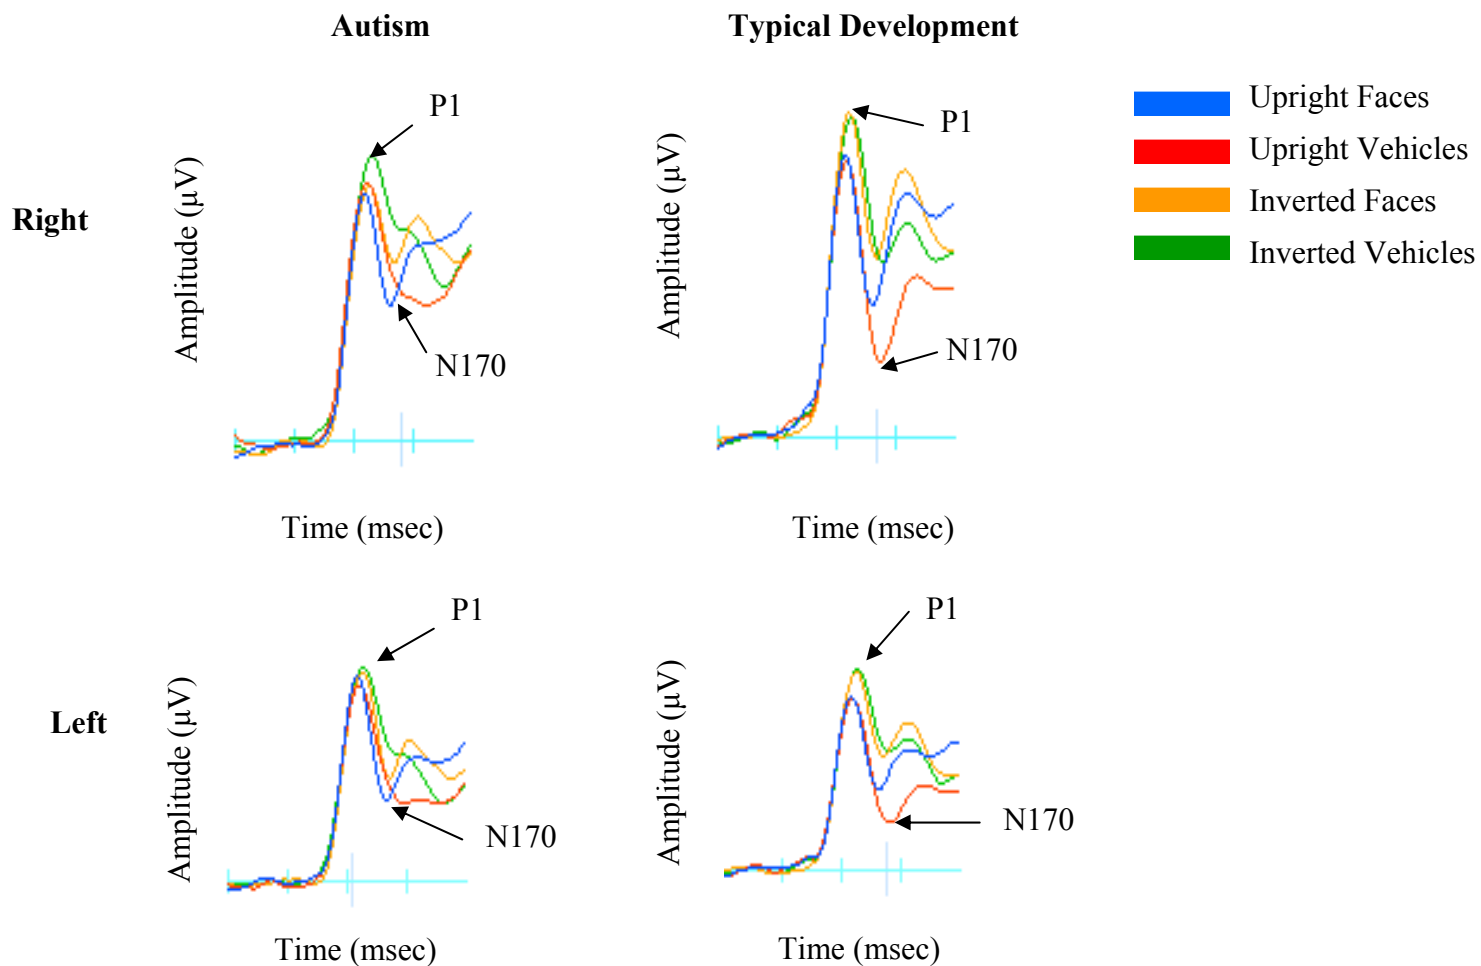 Autism
Typical Development
P1
P1
Upright Faces
Upright Vehicles
Inverted Faces
Inverted Vehicles
Right
Amplitude (µV)
Amplitude (µV)
N170
N170
Time (msec)
Time (msec)
P1
P1
Left
Amplitude (µV)
Amplitude (µV)
N170
N170
Time (msec)
Time (msec)